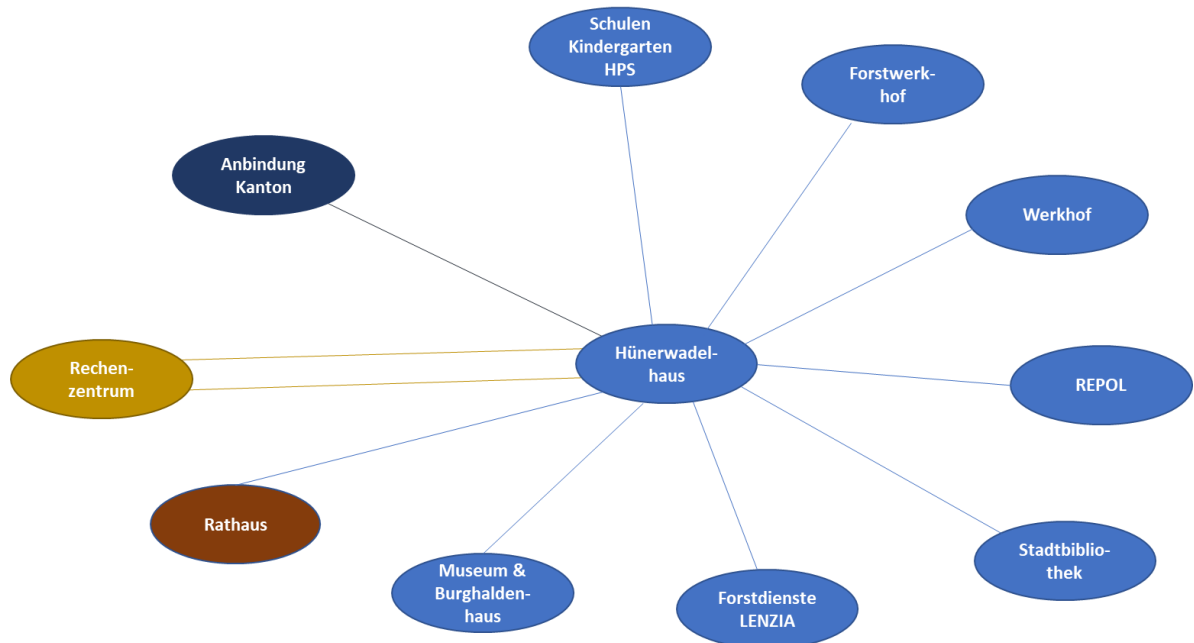 Schulen
Kindergarten
HPS
Forstwerk-
hof
Anbindung
Kanton
Werkhof
Hünerwadel-
haus
Rechen-
zentrum
REPOL
Rathaus
Stadtbiblio-
thek
Museum &
Burghalden-
haus
Forstdienste
LENZIA